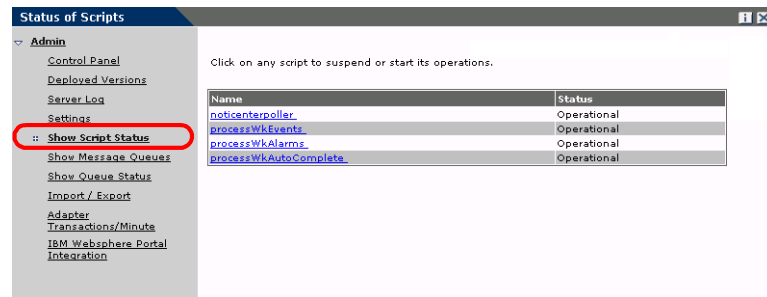 Status of Scripts
Admin
Control Panel
Deployed Versions
Server Log
Settings
:: Show Script Status
Show Message Queues
Show Queue Status
Import / Export
Adapter
Transactions/Minute
IBM Websphere Portal
Integration
Click on any script to suspend or start its operations.
Name Status
noticenterpoller Operational
processWkEvents Operational
processWkAlarms Operational
processWkAutoComplete Operational